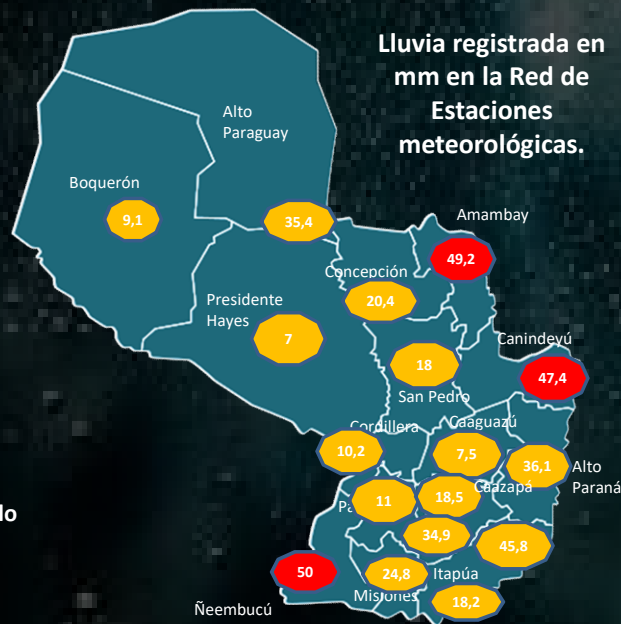 Lluvia registrada en
mm en la Red de
Estaciones
meteorológicas.
Alto
Paraguay
Boquerón
9,1
35,4
Amambay
49,2
Concepción
20,4
Presidente
Hayes
7
Canindeyú
18
47,4
San Pedro
Cordillera
Caaguazú
10,2
7,5
36,1
Alto
Paraná
Caazapá
11
18,5
34,9
45,8
50
24,8
Itapúa
Misiones
18,2
Ñeembucú